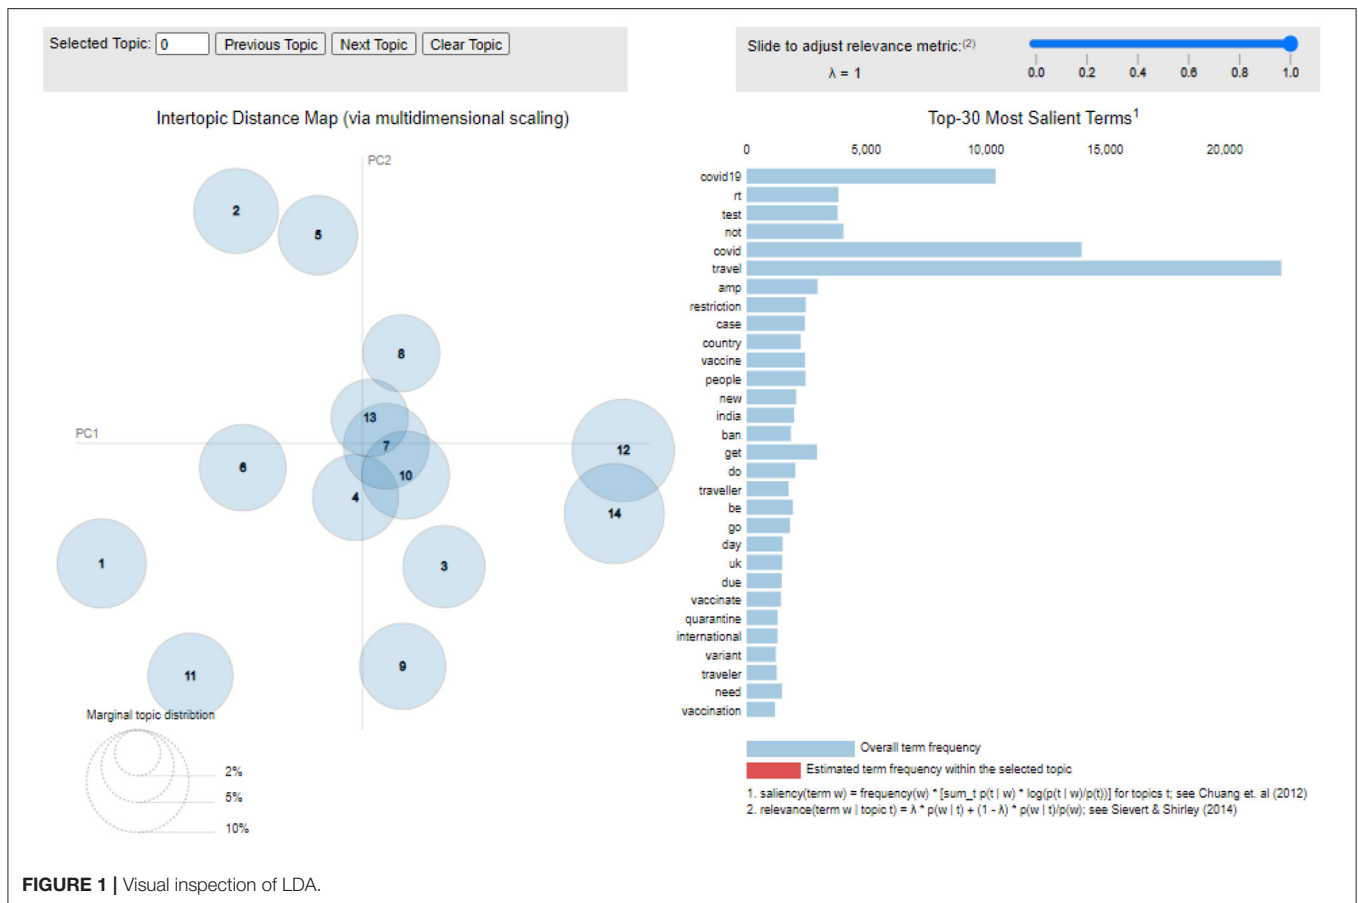 Selected Topic: 0 Previous Topic Next Topic Clear Topic
Slide to adjust relevance metric:(2)
λ = 1
0.0 0.2 0.4 0.6 0.8 1.0
Intertopic Distance Map (via multidimensional scaling)
PC2
PC1
2
5
8
13
7
12
6
10
4
14
1
3
9
11
Marginal topic distribtion
2%
5%
10%
Top-30 Most Salient Terms1
0 5,000 10,000 15,000 20,000
covid19
rt
test
not
covid
travel
amp
restriction
case
country
vaccine
people
new
india
ban
get
do
traveller
be
go
day
uk
due
vaccinate
quarantine
international
variant
traveler
need
vaccination
Overall term frequency
Estimated term frequency within the selected topic
1. saliency(term w) = frequency(w) * [sum_t p(t | w) * log(p(t | w)/p(t))] for topics t; see Chuang et. al (2012)
2. relevance(term w | topic t) = λ * p(w | t) + (1 - λ) * p(w | t)/p(w); see Sievert & Shirley (2014)
FIGURE 1 | Visual inspection of LDA.